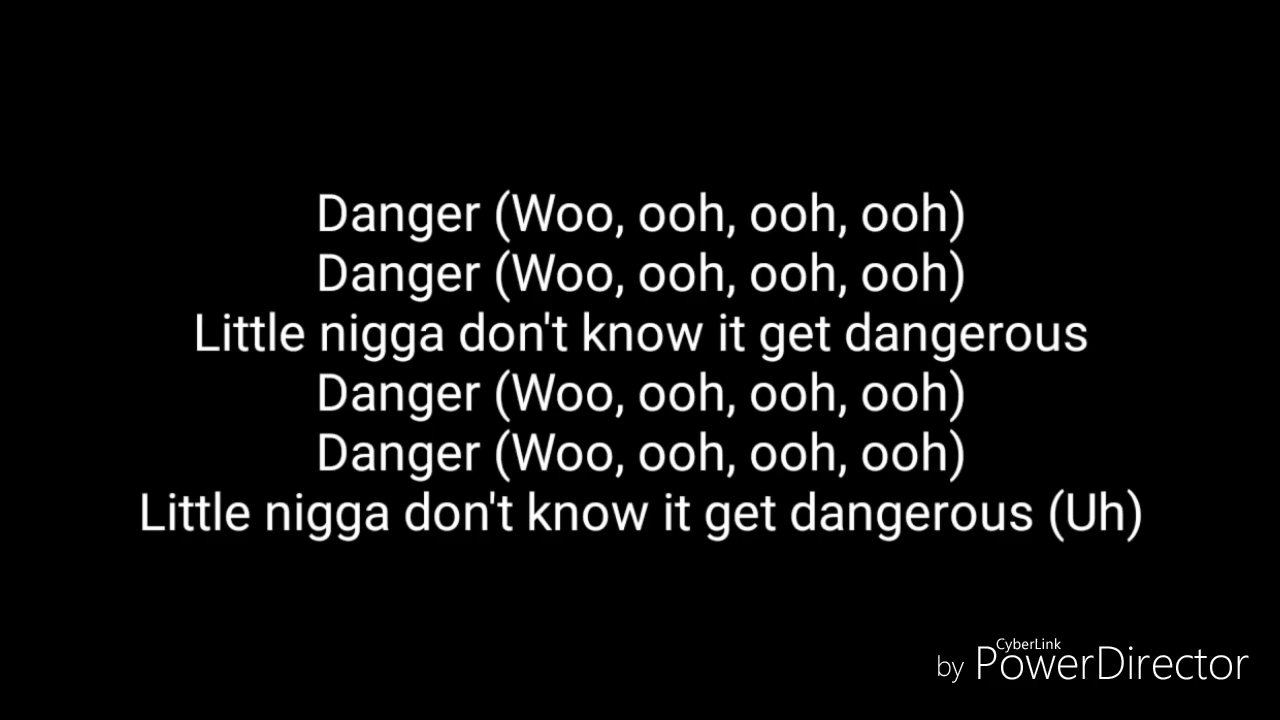 Danger (Woo, ooh, ooh, ooh)
Danger (Woo, ooh, ooh, ooh)
Little nigga don't know it get dangerous
Danger (Woo, ooh, ooh, ooh)
Danger (Woo, ooh, ooh, ooh)
Little nigga don't know it get dangerous (Uh)
CyberLink
by PowerDirector